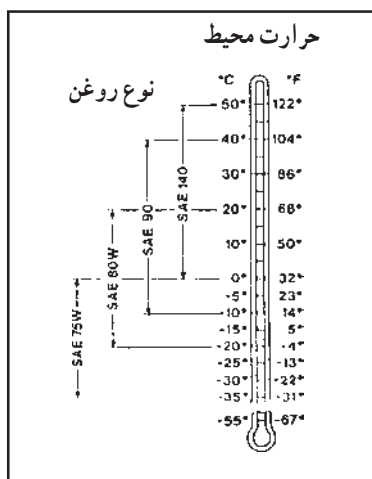 حرارت محیط
نوع روغن
°C °F
50° 122°
40° 104°
30° 86°
20° 68°
10° 50°
0° 32°
-5° 23°
-10° 14°
-15° 5°
-20° -4°
-25° -13°
-30° -22°
-35° -31°
-55° -67°
SAE 140
SAE 90
SAE 80W
SAE 75W